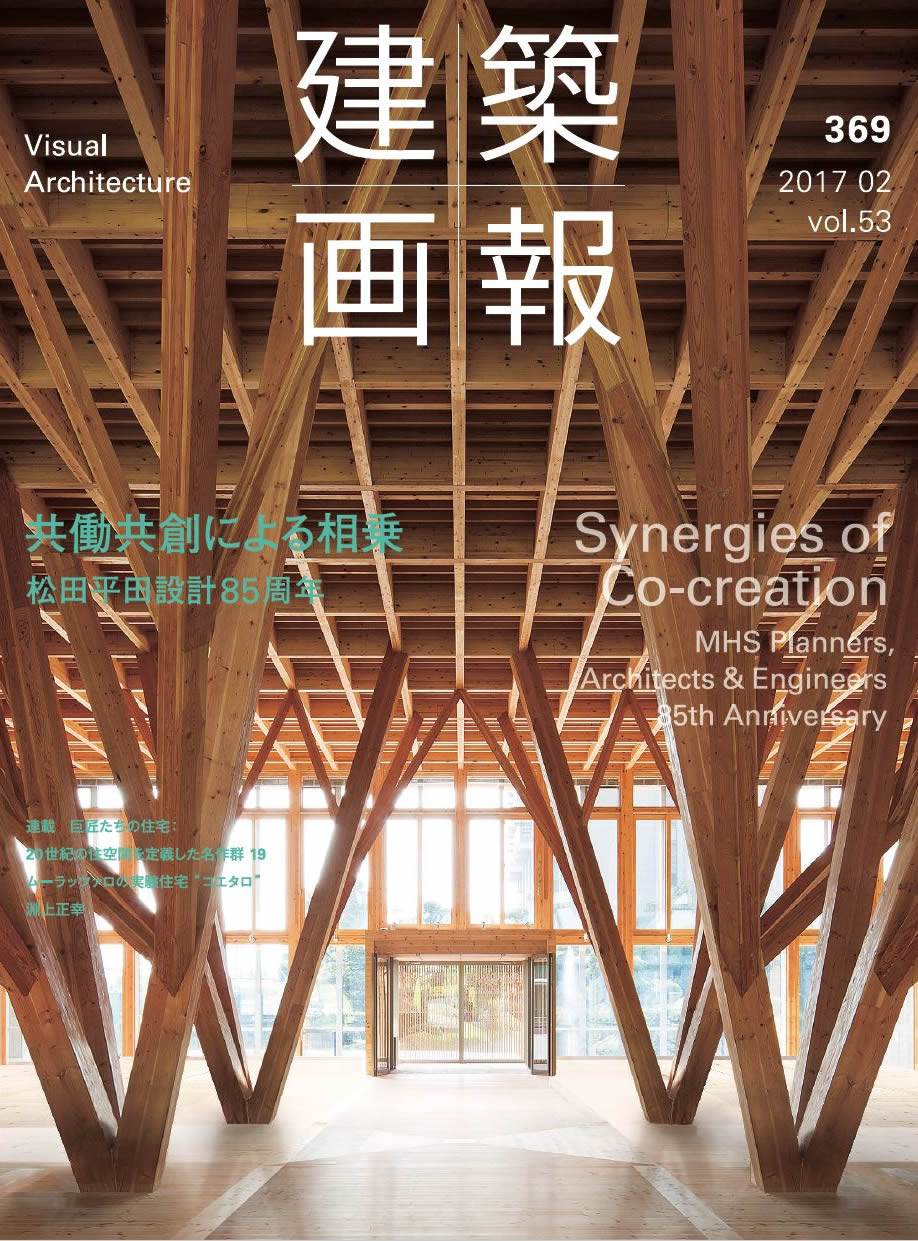 建築
画報
Visual
Architecture
369
2017 02
vol.53
共働共創による相乗
松田平田設計85周年
Synergies of
Co-creation
MHS Planners,
Architects & Engineers
85th Anniversary
連載　巨匠たちの住宅：
20世紀の住空間を定義した名作群 19
ムーラッツァロの実験住宅“コエタロ”
淵上正幸